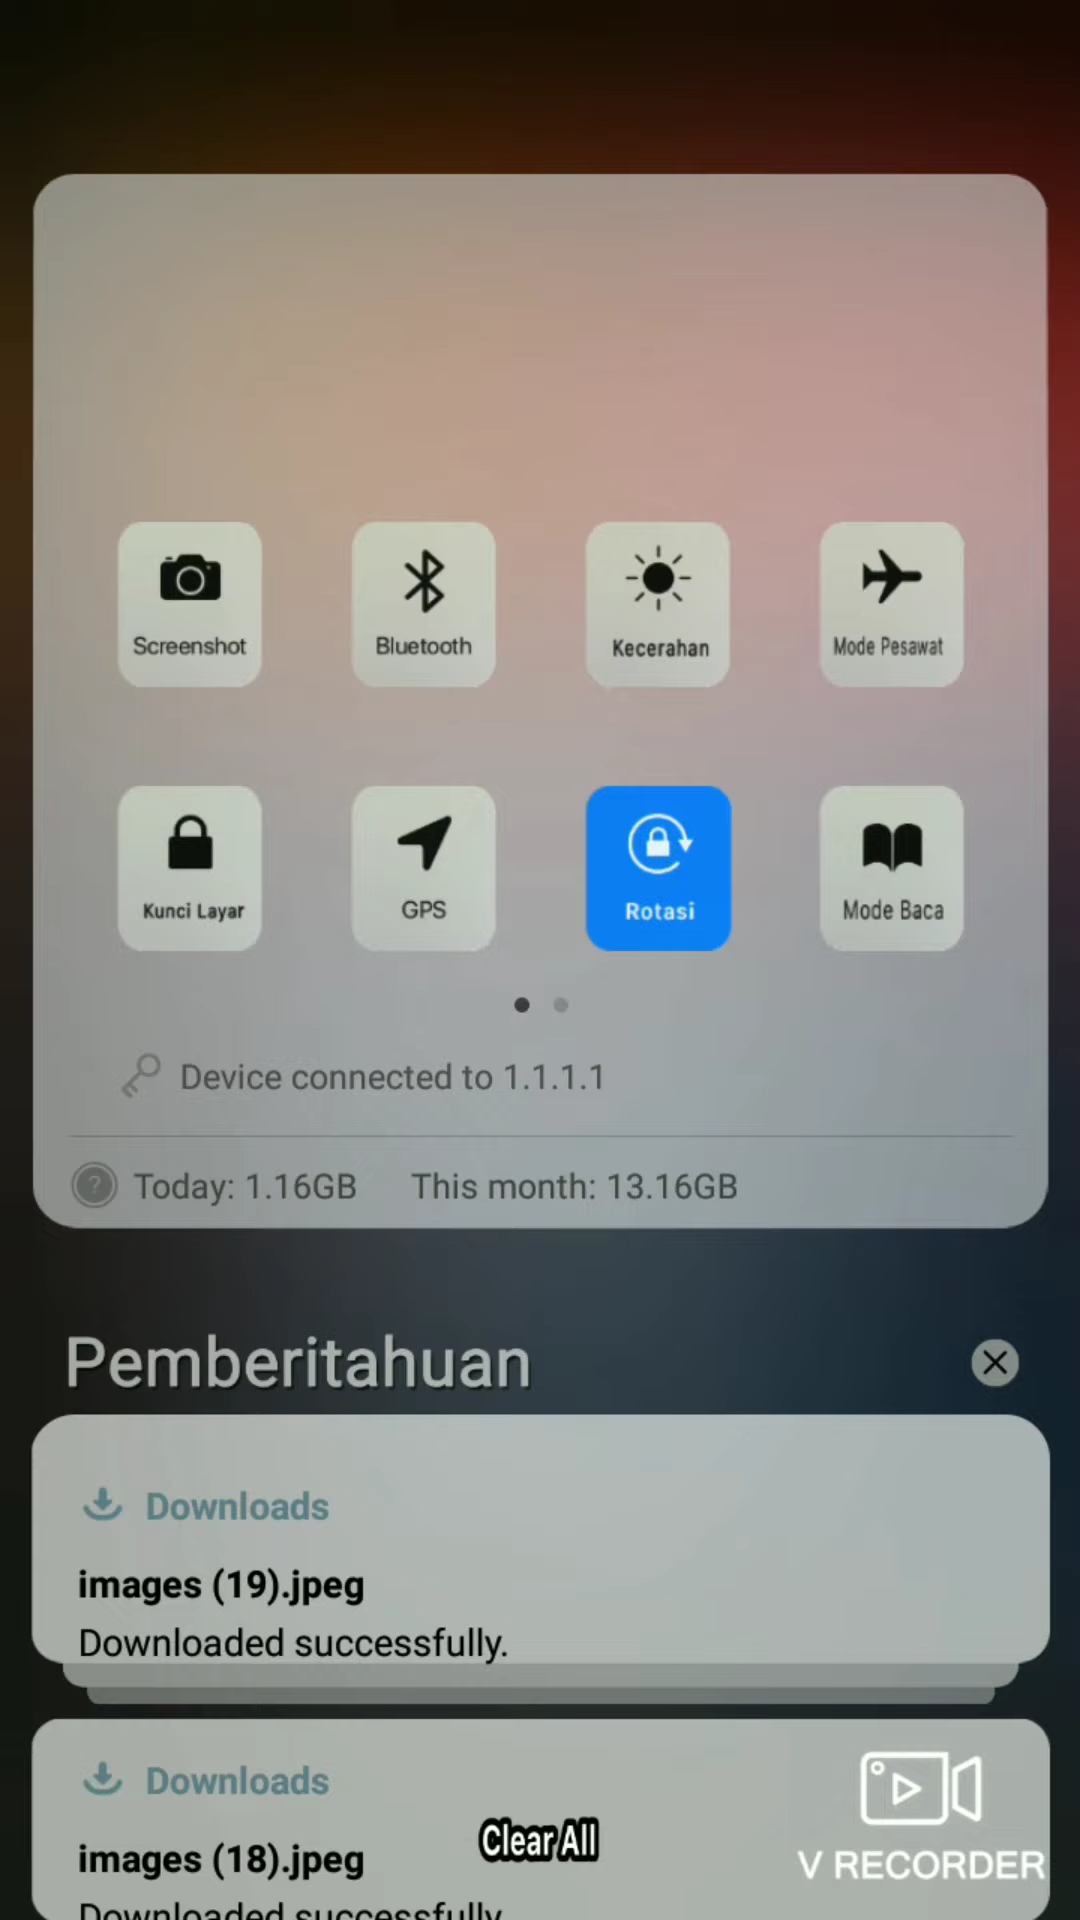 Screenshot
Bluetooth
Kecerahan
Mode Pesawat
Kunci Layar
GPS
Rotasi
Mode Baca
Device connected to 1.1.1.1
? Today: 1.16GB This month: 13.16GB
Pemberitahuan
Downloads
images (19).jpeg
Downloaded successfully.
Downloads
images (18).jpeg
Clear All
V RECORDER
Downloaded successfully.